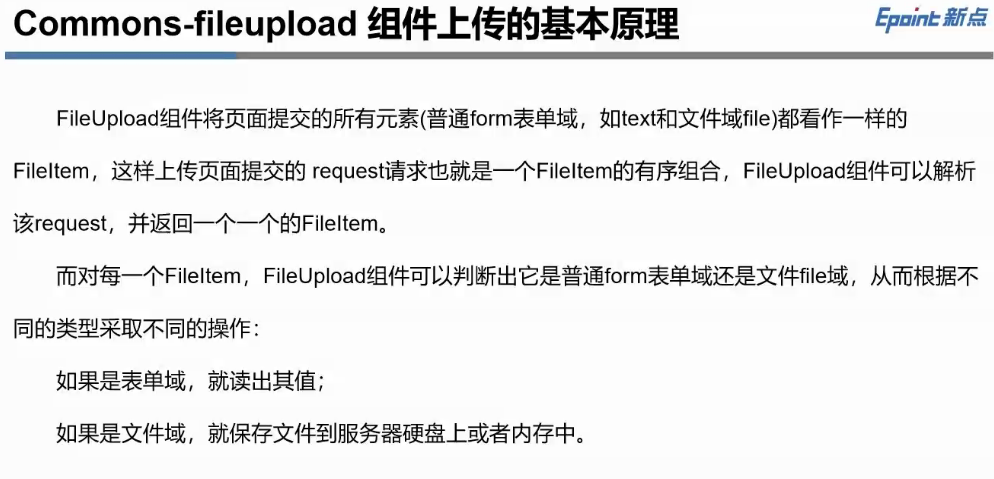 Commons-fileupload 组件上传的基本原理
Epoint 新点
FileUpload组件将页面提交的所有元素(普通form表单域，如text和文件域file)都看作一样的
FileItem，这样上传页面提交的 request请求也就是一个FileItem的有序组合，FileUpload组件可以解析
该request，并返回一个一个的FileItem。
而对每一个FileItem，FileUpload组件可以判断出它是普通form表单域还是文件file域，从而根据不
同的类型采取不同的操作：
如果是表单域，就读出其值；
如果是文件域，就保存文件到服务器硬盘上或者内存中。